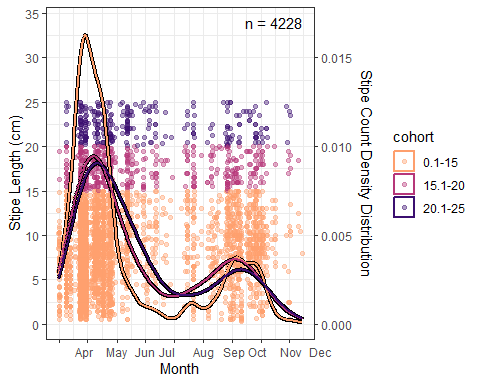 n = 4228
35
30
25
20
15
10
5
0
Stipe Length (cm)
0.015
0.010
0.005
0.000
Stipe Count Density Distribution
Apr May Jun Jul Aug Sep Oct Nov Dec
Month
cohort
0.1-15
15.1-20
20.1-25